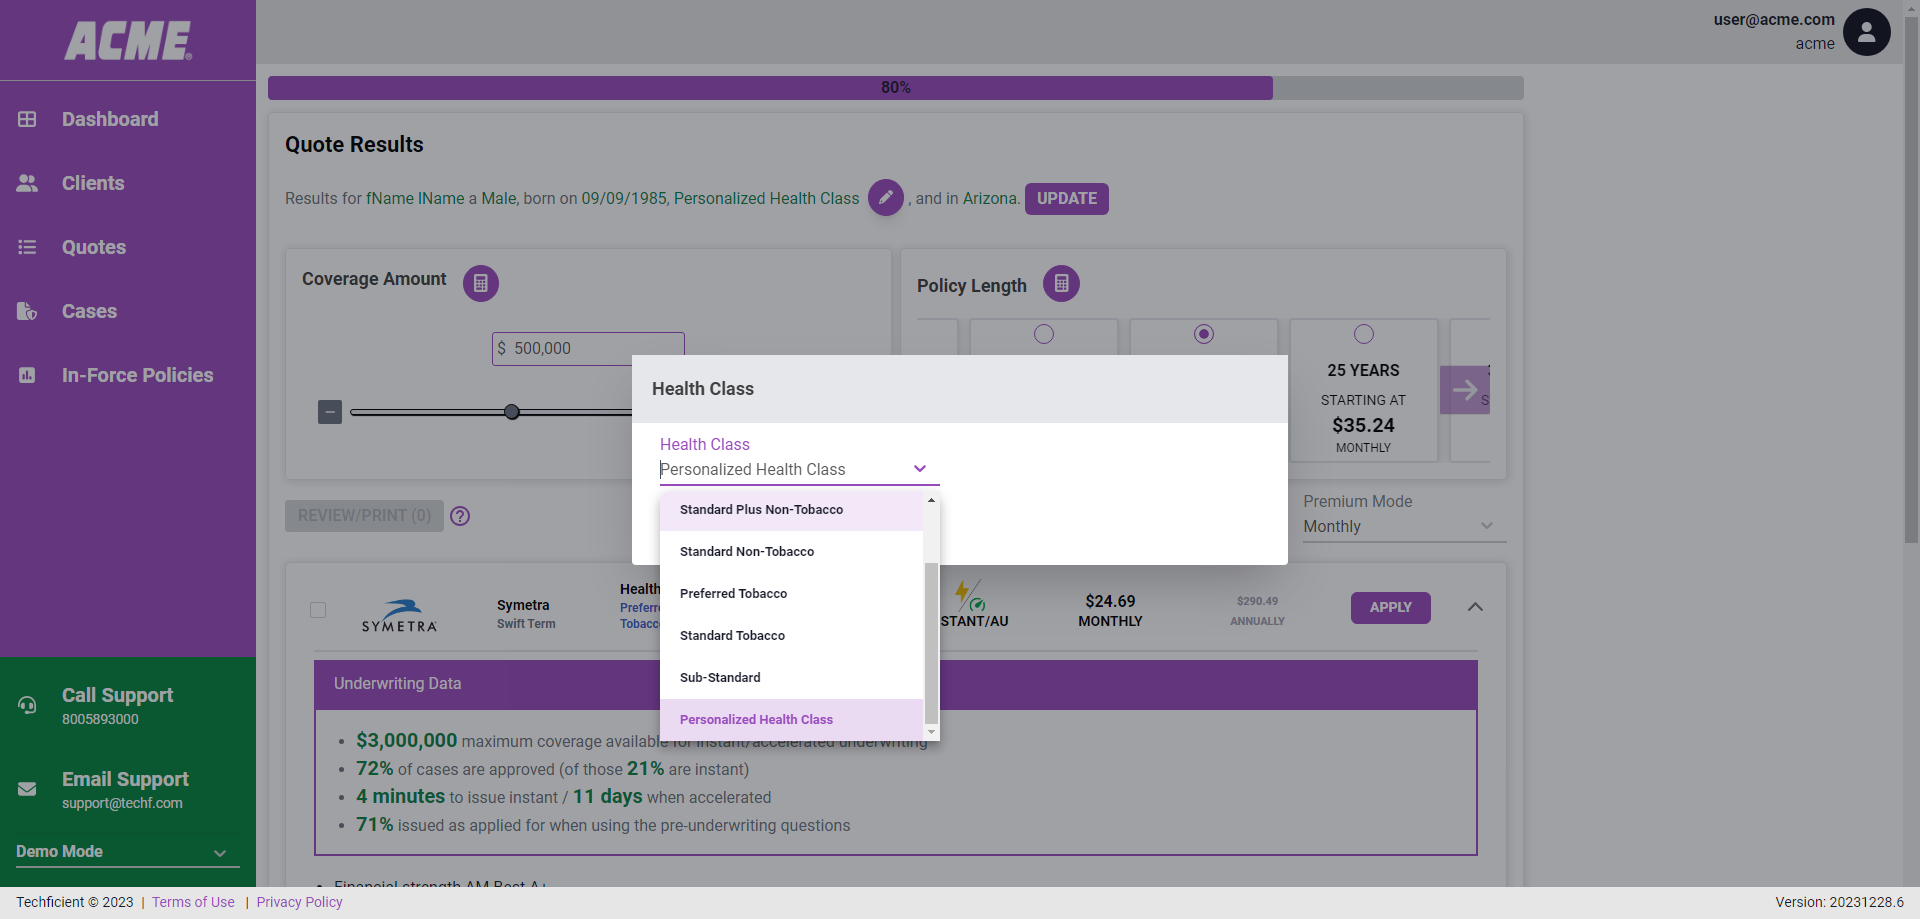 ACME
user@acme.com
acme
80%
Dashboard
Clients
Quotes
Cases
In-Force Policies
Quote Results
Results for fName lName a Male, born on 09/09/1985, Personalized Health Class , and in Arizona. UPDATE
Coverage Amount
$ 500,000
Policy Length
25 YEARS
STARTING AT
$35.24
MONTHLY
S
Health Class
Health Class
Personalized Health Class
Standard Plus Non-Tobacco
Standard Non-Tobacco
Preferred Tobacco
Standard Tobacco
Sub-Standard
Personalized Health Class
REVIEW/PRINT (0) ?
Premium Mode
Monthly
SYMETRA
Symetra
Swift Term
Health
STANT/AU
$24.69
MONTHLY
$290.49
ANNUALLY
APPLY
Underwriting Data
• $3,000,000 maximum coverage available for instant/accelerated underwriting
• 72% of cases are approved (of those 21% are instant)
• 4 minutes to issue instant / 11 days when accelerated
• 71% issued as applied for when using the pre-underwriting questions
• Financial strength AM Best A+
Call Support
8005893000
Email Support
support@techf.com
Demo Mode
Techficient © 2023 | Terms of Use | Privacy Policy
Version: 20231228.6